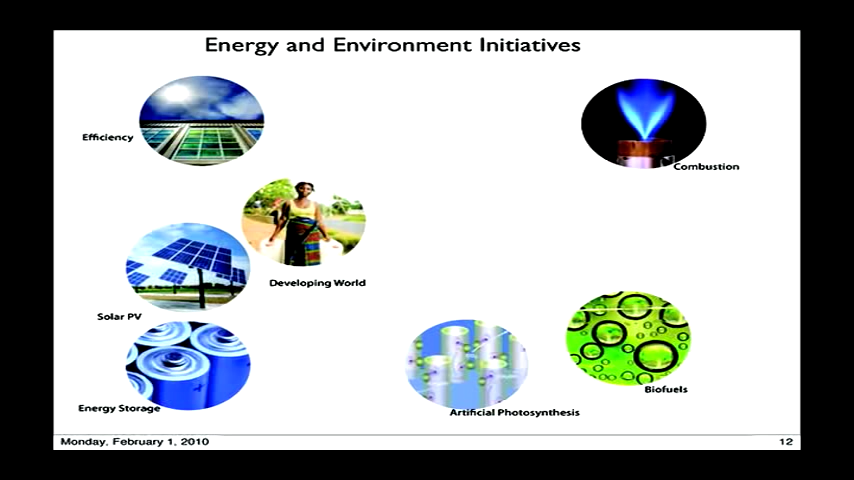 Energy and Environment Initiatives
Efficiency
Combustion
Developing World
Solar PV
Biofuels
Energy Storage
Artificial Photosynthesis
Monday, February 1, 2010
12